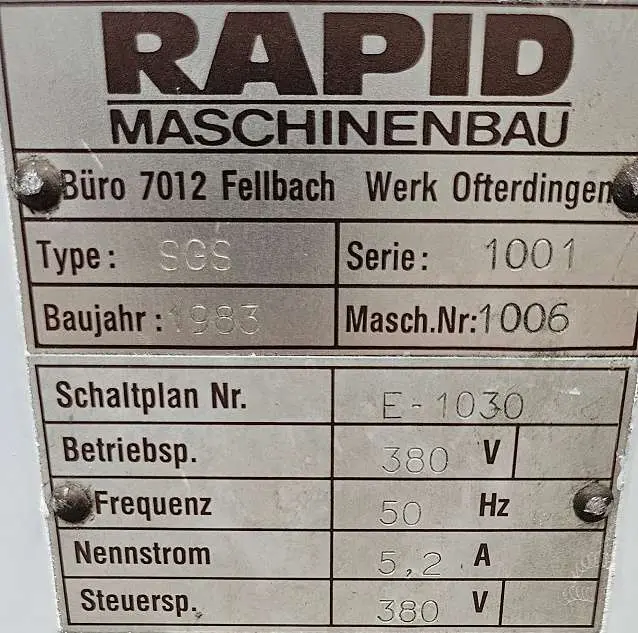 RAPID
MASCHINENBAU
Büro 7012 Fellbach Werk Ofterdingen
Type: SGS Serie: 1001
Baujahr: 1983 Masch.Nr: 1006
Schaltplan Nr. E-1030
Betriebsp. 380 V
Frequenz 50 Hz
Nennstrom 5,2 A
Steuersp. 380 V